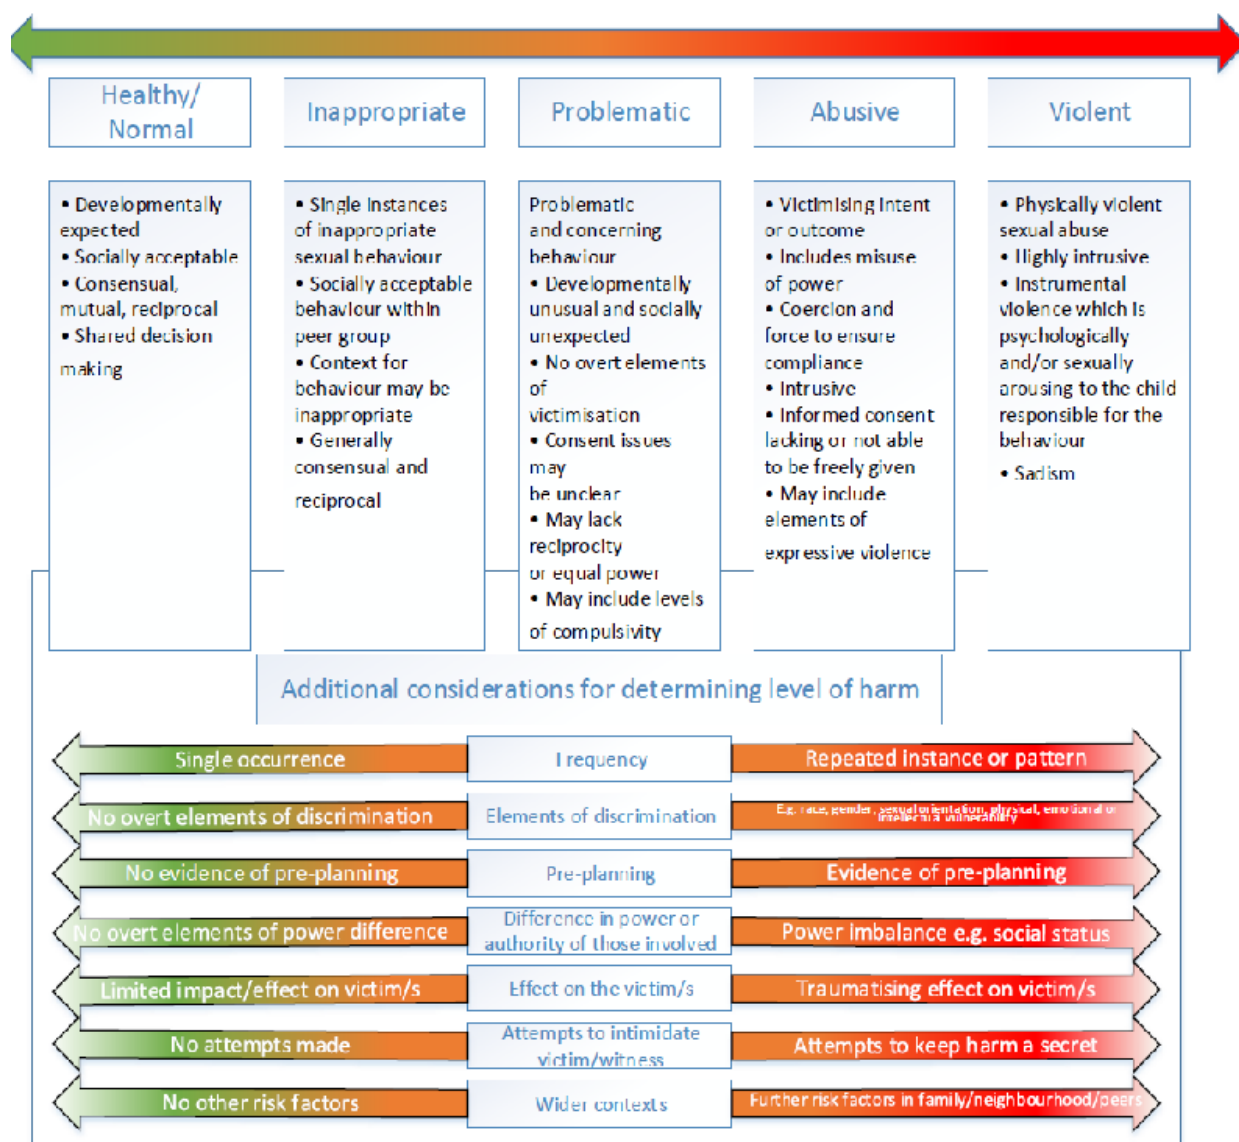 Healthy/
Normal
Inappropriate
Problematic
Abusive
Violent
• Developmentally
expected
• Socially acceptable
• Consensual,
mutual, reciprocal
• Shared decision
making
• Single instances
of inappropriate
sexual behaviour
• Socially acceptable
behaviour within
peer group
• Context for
behaviour may be
inappropriate
• Generally
consensual and
reciprocal
Problematic
and concerning
behaviour
• Developmentally
unusual and socially
unexpected
• No overt elements
of
victimisation
• Consent issues
may
be unclear
• May lack
reciprocity
or equal power
• May include levels
of compulsivity
• Victimising intent
or outcome
• Includes misuse
of power
• Coercion and
force to ensure
compliance
• Intrusive
• Informed consent
lacking or not able
to be freely given
• May include
elements of
expressive violence
• Physically violent
sexual abuse
• Highly intrusive
• Instrumental
violence which is
psychologically
and/or sexually
arousing to the child
responsible for the
behaviour
• Sadism
Additional considerations for determining level of harm
Single occurrence
Frequency
Repeated instance or pattern
No overt elements of discrimination
Elements of discrimination
E.g. race, gender, sexual orientation, physical, emotional or
intellectual vulnerability
No evidence of pre-planning
Pre-planning
Evidence of pre-planning
No overt elements of power difference
Difference in power or
authority of those involved
Power imbalance e.g. social status
Limited impact/effect on victim/s
Effect on the victim/s
Traumatising effect on victim/s
No attempts made
Attempts to intimidate
victim/witness
Attempts to keep harm a secret
No other risk factors
Wider contexts
Further risk factors in family/neighbourhood/peers